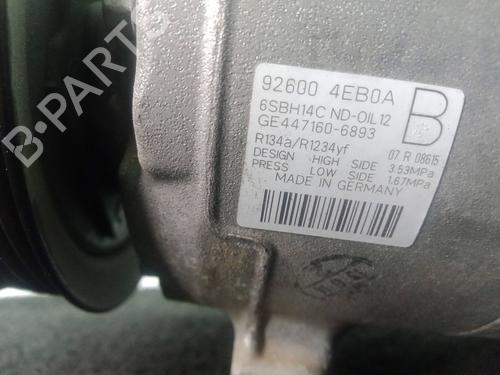 B-PARTS
92600 4EB0A
6SBH14C ND-OIL12
GE447160-6893
B
R134a/R1234yf 07 R 08615
DESIGN HIGH SIDE 3.53MPa
PRESS LOW SIDE 1.67MPa
MADE IN GERMANY